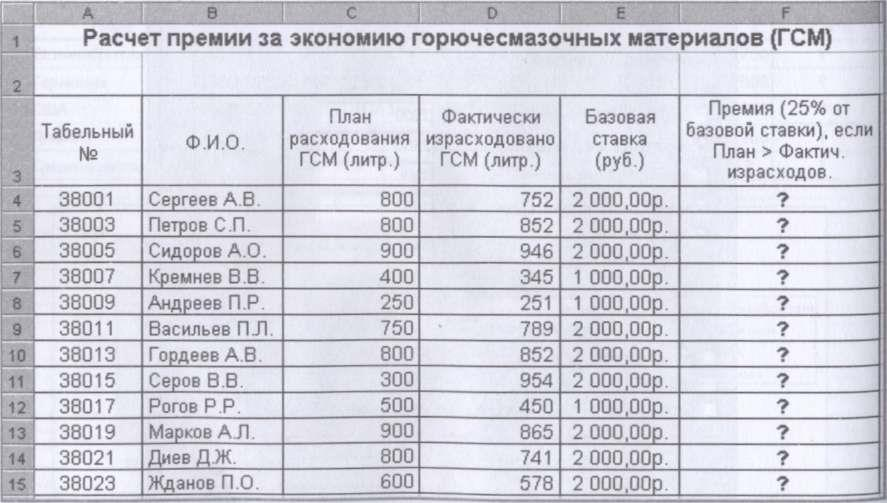 A B C D E F
1 Расчет премии за экономию горючесмазочных материалов (ГСМ)
2
3 Табельный № Ф.И.О. План расходования ГСМ (литр.) Фактически израсходовано ГСМ (литр.) Базовая ставка (руб.) Премия (25% от базовой ставки), если План > Фактич. израсходов.
4 38001 Сергеев А.В. 800 752 2 000,00р. ?
5 38003 Петров С.П. 800 852 2 000,00р. ?
6 38005 Сидоров А.О. 900 946 2 000,00р. ?
7 38007 Кремнев В.В. 400 345 1 000,00р. ?
8 38009 Андреев П.Р. 250 251 1 000,00р. ?
9 38011 Васильев П.Л. 750 789 2 000,00р. ?
10 38013 Гордеев А.В. 800 852 2 000,00р. ?
11 38015 Серов В.В. 300 954 2 000,00р. ?
12 38017 Рогов Р.Р. 500 450 1 000,00р. ?
13 38019 Марков А.Л. 900 865 2 000,00р. ?
14 38021 Диев Д.Ж. 800 741 2 000,00р. ?
15 38023 Жданов П.О. 600 578 2 000,00р. ?